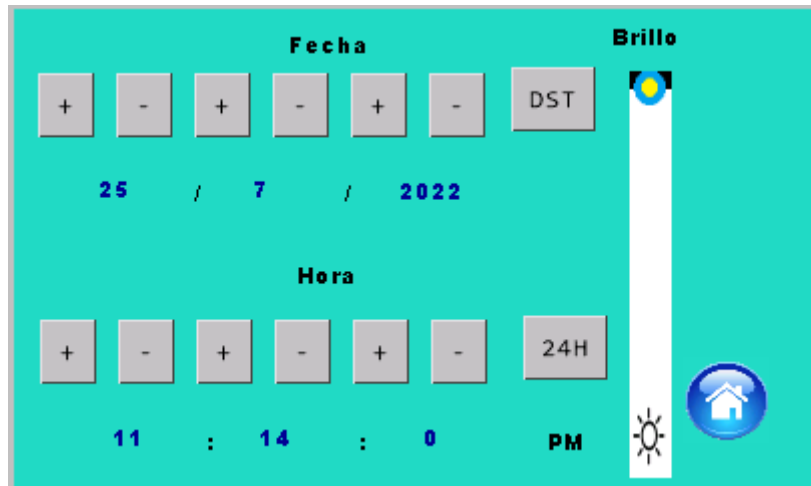 Fecha Brillo
+ - + - + - DST
25 / 7 / 2022
Hora
+ - + - + - 24H
11 : 14 : 0 PM